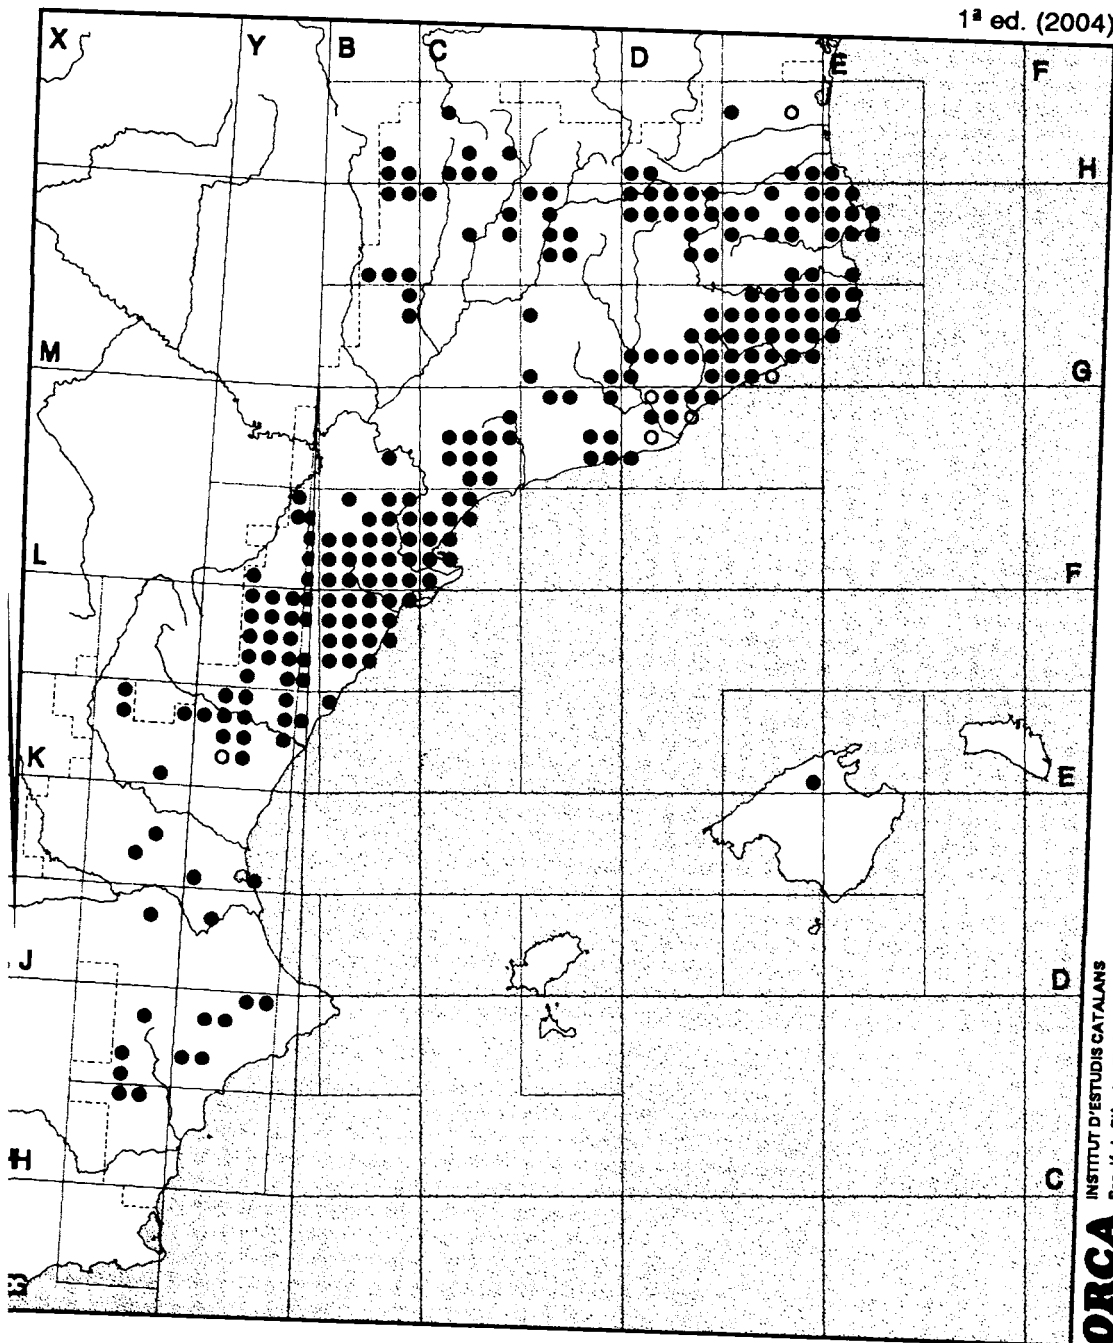 1ª ed. (2004)
X Y B C D E F
H
M G
L F
K E
J D
H C
INSTITUT D'ESTUDIS CATALANS
ORCA